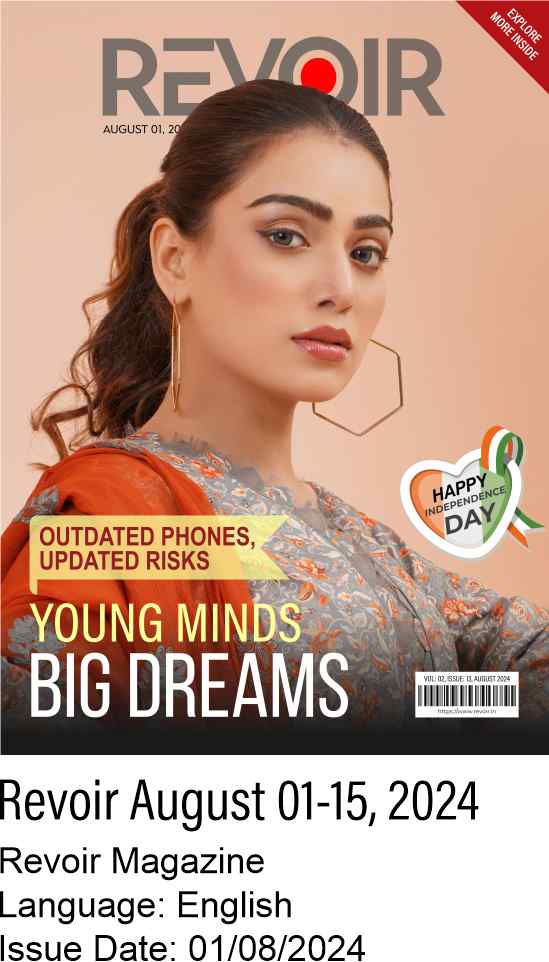 EXPLORE
MORE INSIDE
REVOIR
AUGUST 01, 20
HAPPY
INDEPENDENCE
DAY
OUTDATED PHONES,
UPDATED RISKS
YOUNG MINDS
BIG DREAMS
VOL: 02, ISSUE: 13, AUGUST 2024
https://www.revoir.in
Revoir August 01-15, 2024
Revoir Magazine
Language: English
Issue Date: 01/08/2024